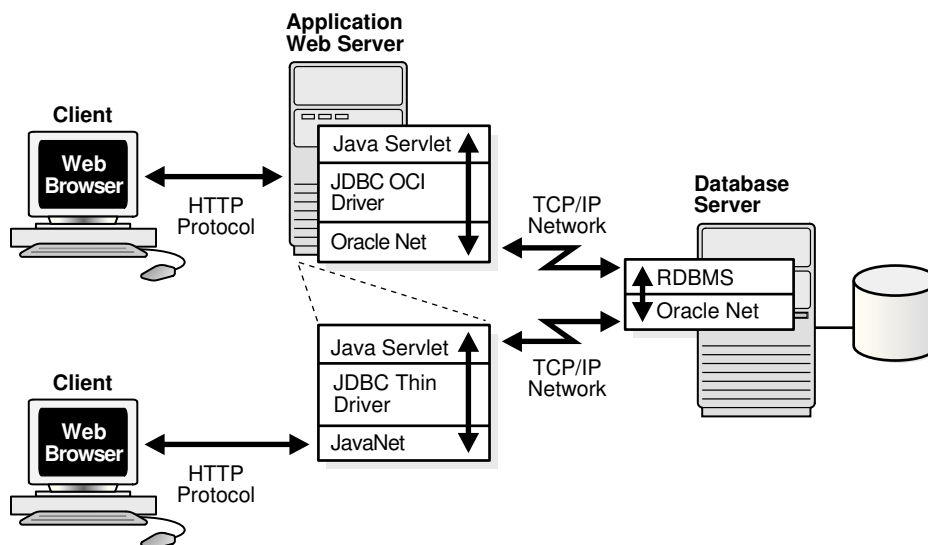 Application
Web Server
Client
Web
Browser
HTTP
Protocol
Java Servlet
JDBC OCI
Driver
Oracle Net
TCP/IP
Network
Database
Server
RDBMS
Oracle Net
Java Servlet
JDBC Thin
Driver
JavaNet
TCP/IP
Network
Client
Web
Browser
HTTP
Protocol